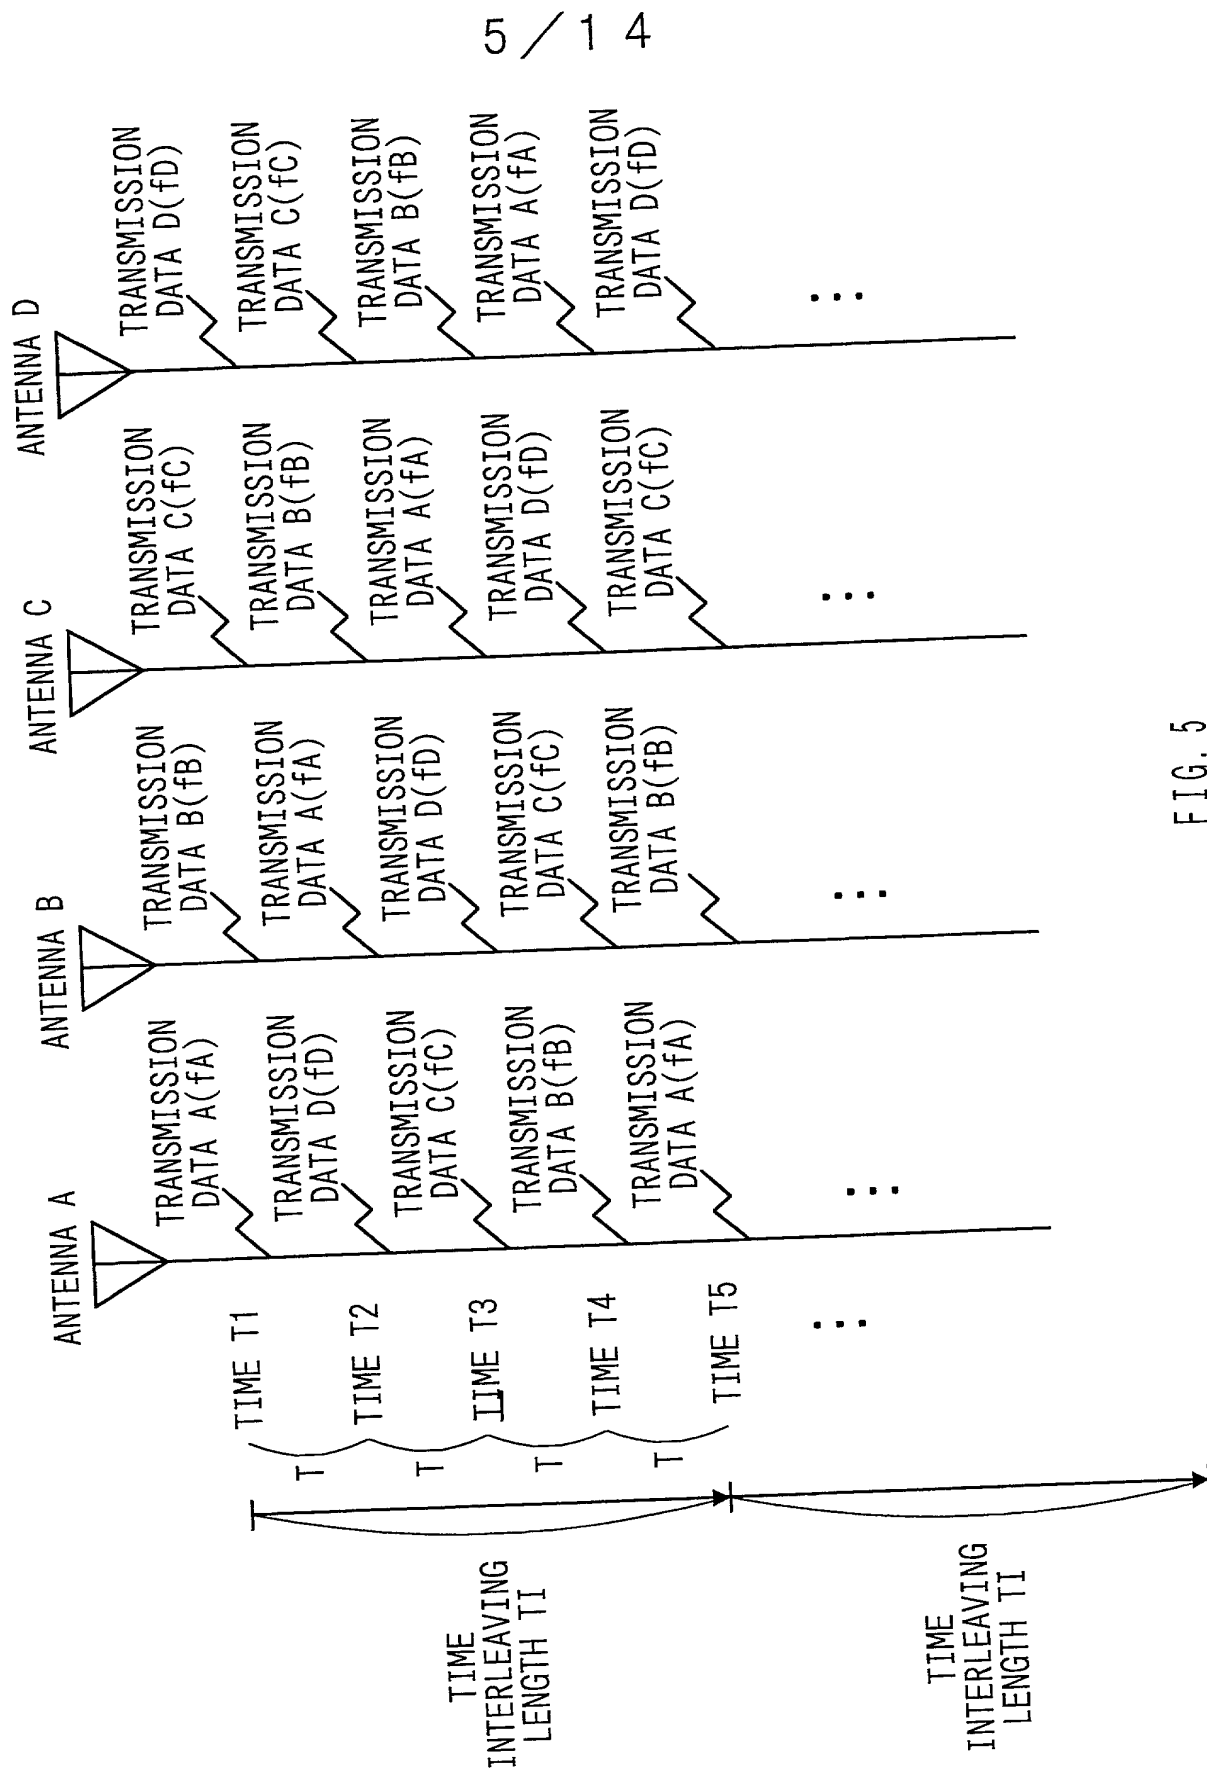 5/14
ANTENNA A
TRANSMISSION
DATA A(fA)
TRANSMISSION
DATA D(fD)
TRANSMISSION
DATA C(fC)
TRANSMISSION
DATA B(fB)
TRANSMISSION
DATA A(fA)
...
ANTENNA B
TRANSMISSION
DATA B(fB)
TRANSMISSION
DATA A(fA)
TRANSMISSION
DATA D(fD)
TRANSMISSION
DATA C(fC)
TRANSMISSION
DATA B(fB)
...
ANTENNA C
TRANSMISSION
DATA C(fC)
TRANSMISSION
DATA B(fB)
TRANSMISSION
DATA A(fA)
TRANSMISSION
DATA D(fD)
TRANSMISSION
DATA C(fC)
...
ANTENNA D
TRANSMISSION
DATA D(fD)
TRANSMISSION
DATA C(fC)
TRANSMISSION
DATA B(fB)
TRANSMISSION
DATA A(fA)
TRANSMISSION
DATA D(fD)
...
TIME T1
TIME T2
TIME T3
TIME T4
TIME T5
...
T
T
T
T
TIME
INTERLEAVING
LENGTH TI
TIME
INTERLEAVING
LENGTH TI
FIG. 5